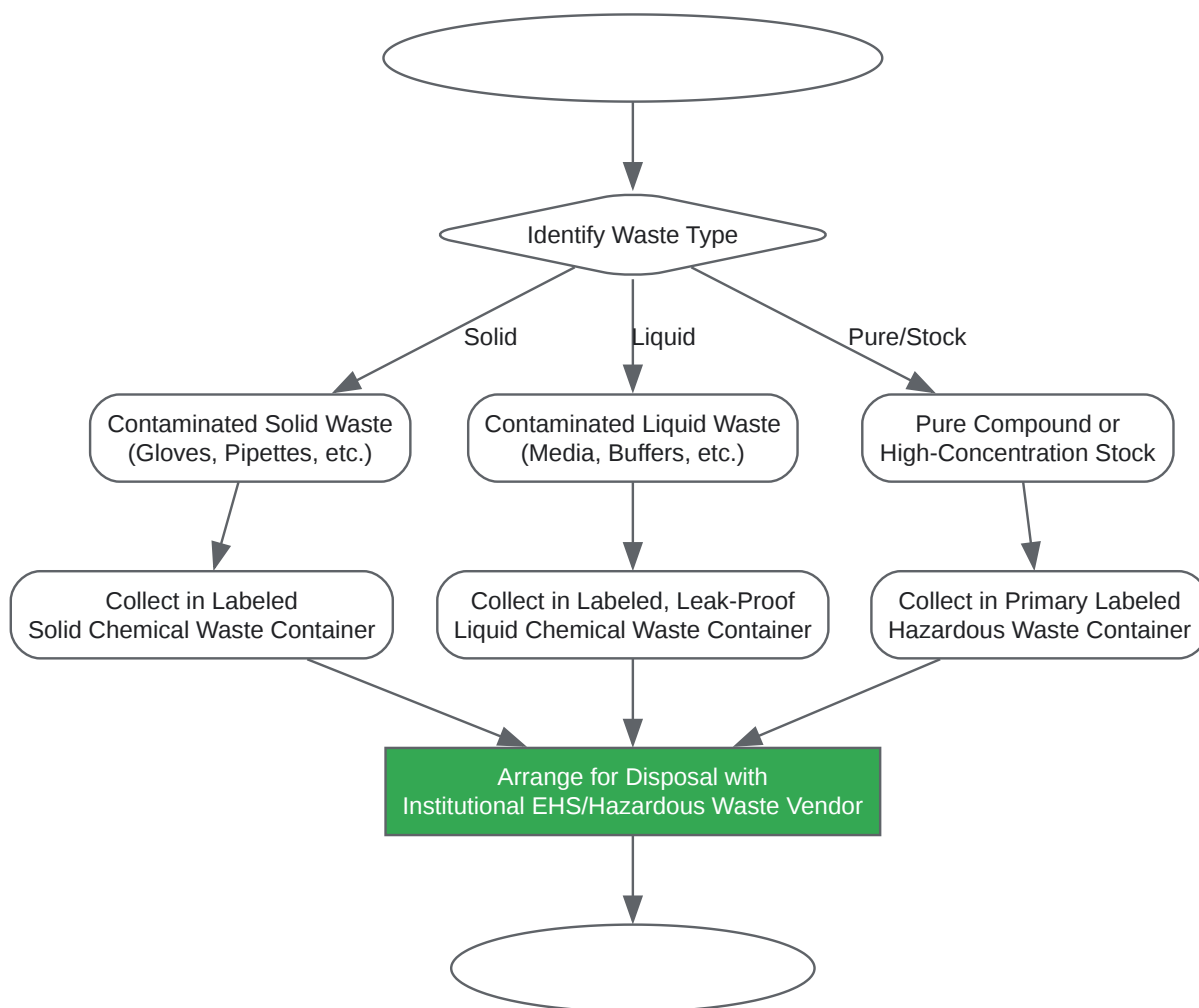 Identify Waste Type
Solid
Liquid
Pure/Stock
Contaminated Solid Waste
(Gloves, Pipettes, etc.)
Contaminated Liquid Waste
(Media, Buffers, etc.)
Pure Compound or
High-Concentration Stock
Collect in Labeled
Solid Chemical Waste Container
Collect in Labeled, Leak-Proof
Liquid Chemical Waste Container
Collect in Primary Labeled
Hazardous Waste Container
Arrange for Disposal with
Institutional EHS/Hazardous Waste Vendor